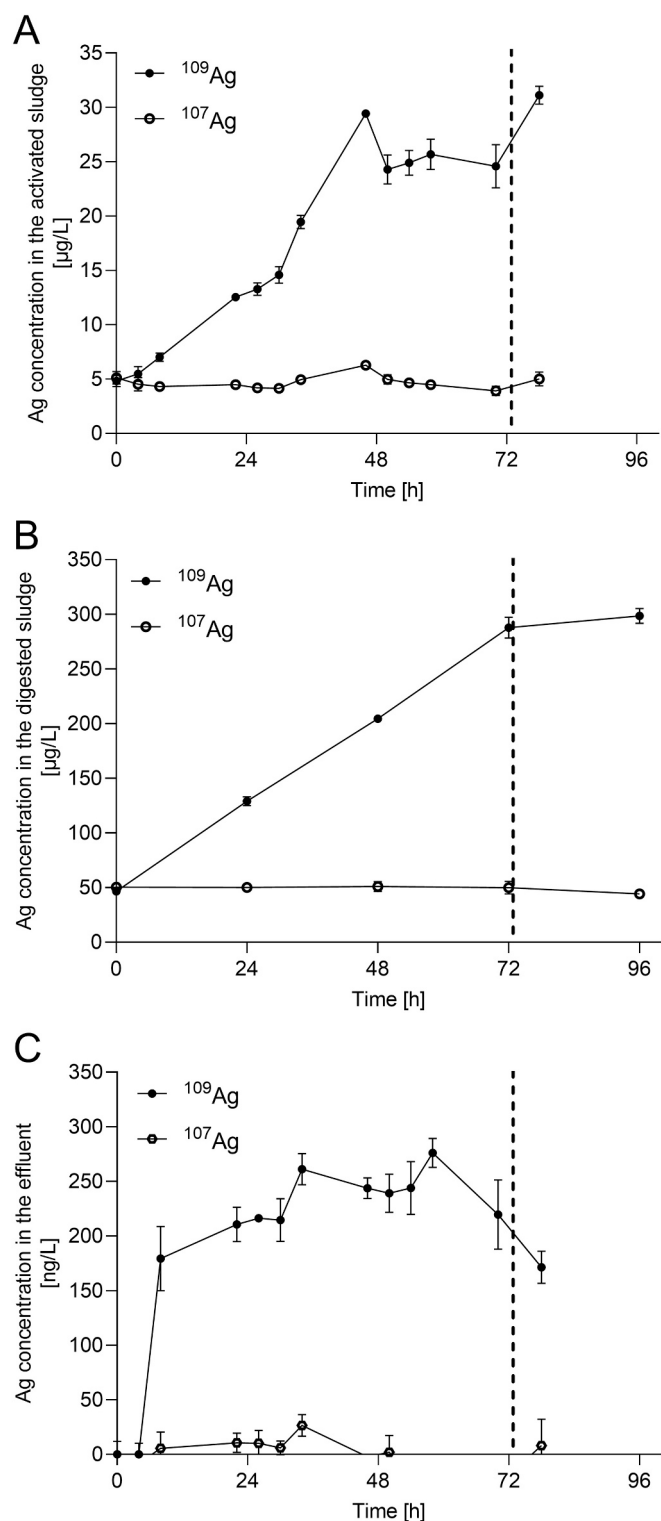 A
Ag concentration in the activated sludge
[µg/L]
35
30
25
20
15
10
5
0
¹⁰⁹Ag
¹⁰⁷Ag
0 24 48 72 96
Time [h]
B
Ag concentration in the digested sludge
[µg/L]
350
300
250
200
150
100
50
0
¹⁰⁹Ag
¹⁰⁷Ag
0 24 48 72 96
Time [h]
C
Ag concentration in the effluent
[ng/L]
350
300
250
200
150
100
50
0
¹⁰⁹Ag
¹⁰⁷Ag
0 24 48 72 96
Time [h]